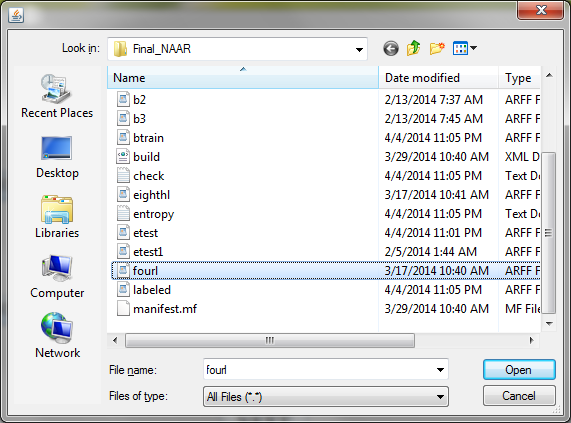 Look in: Final_NAAR
Name Date modified Type
b2 2/13/2014 7:37 AM ARFF F
b3 2/13/2014 7:45 AM ARFF F
btrain 4/4/2014 11:05 PM ARFF F
build 3/29/2014 10:40 AM XML D
check 4/4/2014 11:05 PM Text Do
eighthl 3/17/2014 10:41 AM ARFF F
entropy 4/4/2014 11:05 PM Text Do
etest 4/4/2014 11:01 PM ARFF F
etest1 2/5/2014 1:44 AM ARFF F
fourl 3/17/2014 10:40 AM ARFF F
labeled 4/4/2014 11:05 PM ARFF F
manifest.mf 3/29/2014 10:40 AM MF File
Recent Places
Desktop
Libraries
Computer
Network
File name: fourl Open
Files of type: All Files (*.*) Cancel